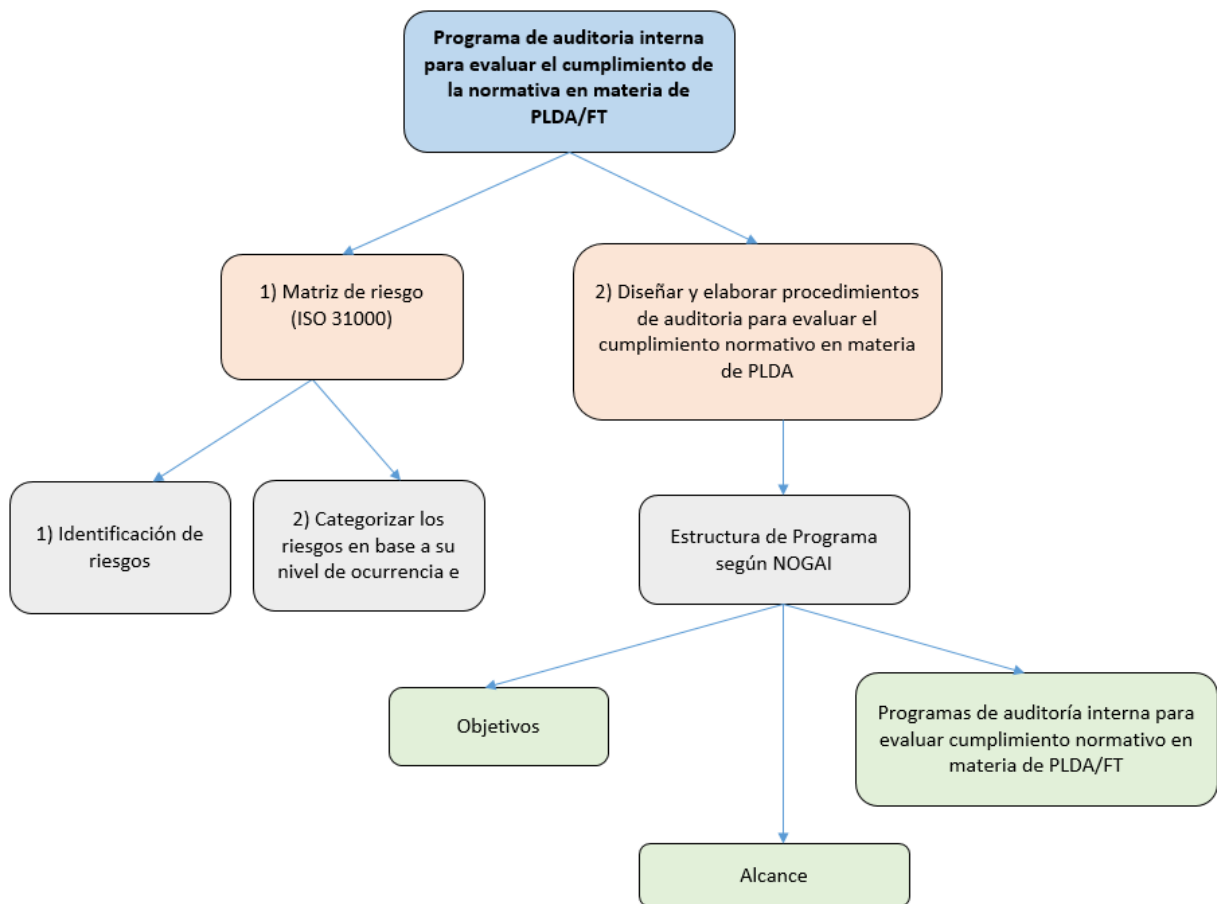 Programa de auditoria interna
para evaluar el cumplimiento de
la normativa en materia de
PLDA/FT
1) Matriz de riesgo
(ISO 31000)
2) Diseñar y elaborar procedimientos
de auditoria para evaluar el
cumplimiento normativo en materia
de PLDA
1) Identificación de
riesgos
2) Categorizar los
riesgos en base a su
nivel de ocurrencia e
Estructura de Programa
según NOGAI
Objetivos
Programas de auditoría interna para
evaluar cumplimiento normativo en
materia de PLDA/FT
Alcance